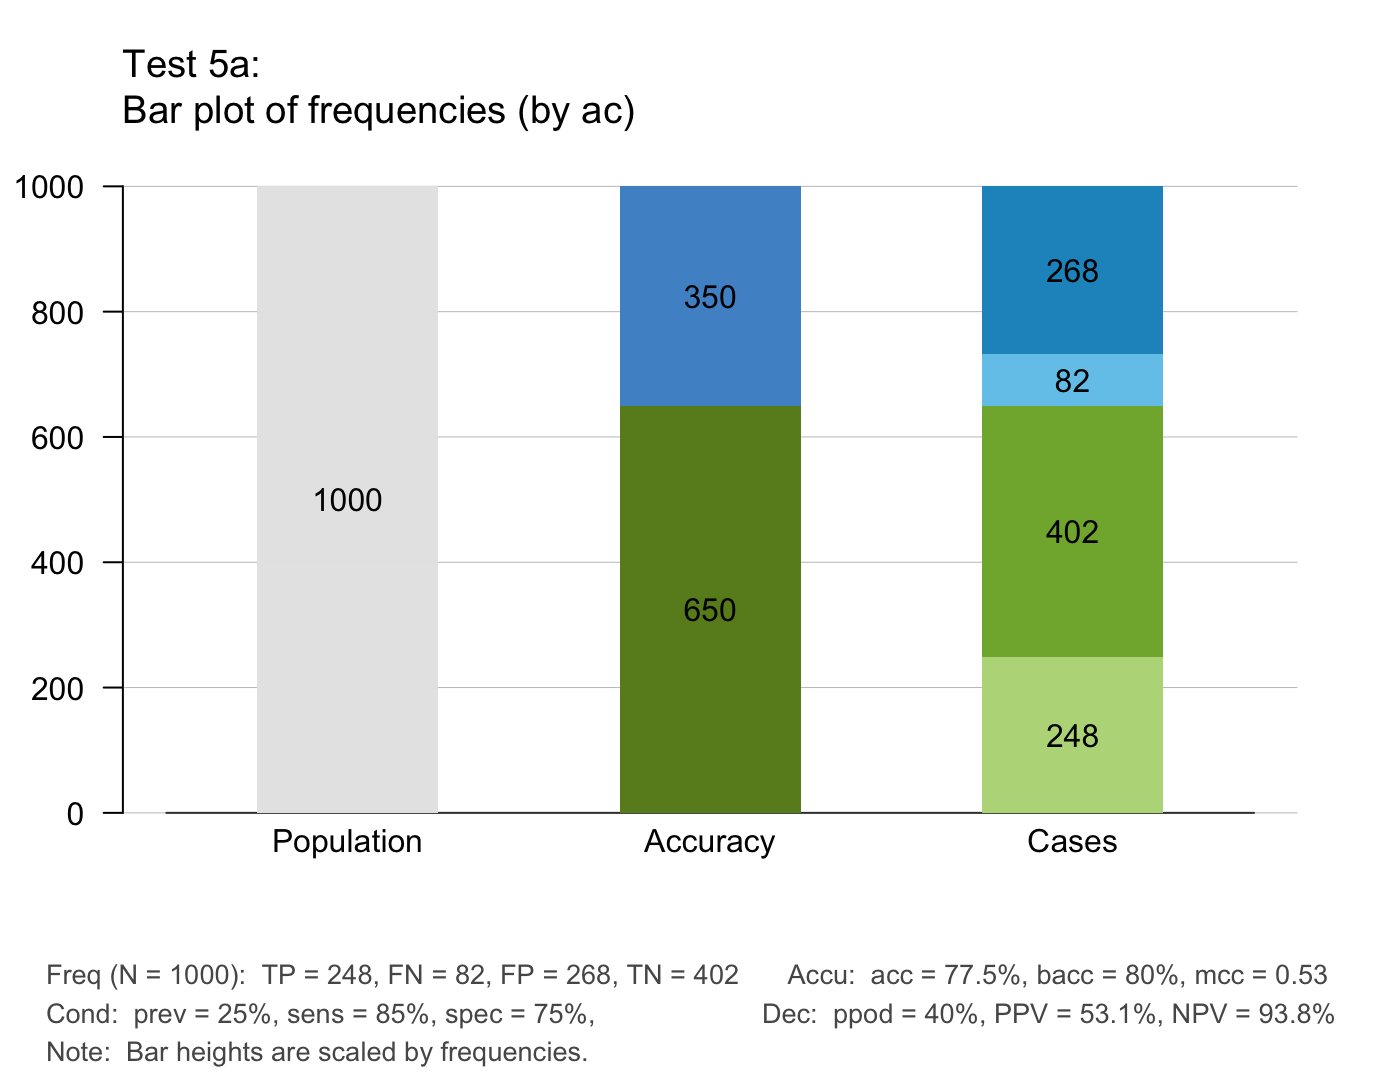 Test 5a:
Bar plot of frequencies (by ac)
1000
800
600
400
200
0
1000
350
650
268
82
402
248
Population
Accuracy
Cases
Freq (N = 1000):  TP = 248, FN = 82, FP = 268, TN = 402
Accu:  acc = 77.5%, bacc = 80%, mcc = 0.53
Cond:  prev = 25%, sens = 85%, spec = 75%,
Dec:  ppod = 40%, PPV = 53.1%, NPV = 93.8%
Note:  Bar heights are scaled by frequencies.